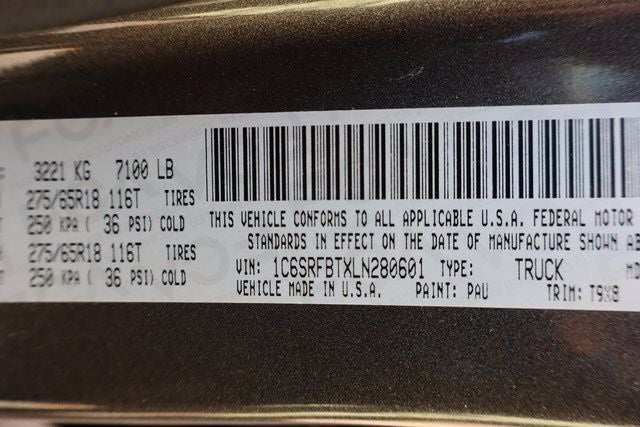 3221 KG 7100 LB
275/65R18 116T TIRES
250 KPA ( 36 PSI) COLD
275/65R18 116T TIRES
250 KPA ( 36 PSI) COLD
THIS VEHICLE CONFORMS TO ALL APPLICABLE U.S.A. FEDERAL MOTOR
STANDARDS IN EFFECT ON THE DATE OF MANUFACTURE SHOWN AB
VIN: 1C6SRFBTXLN280601 TYPE: TRUCK MD
VEHICLE MADE IN U.S.A. PAINT: PAU TRIM: T9X8